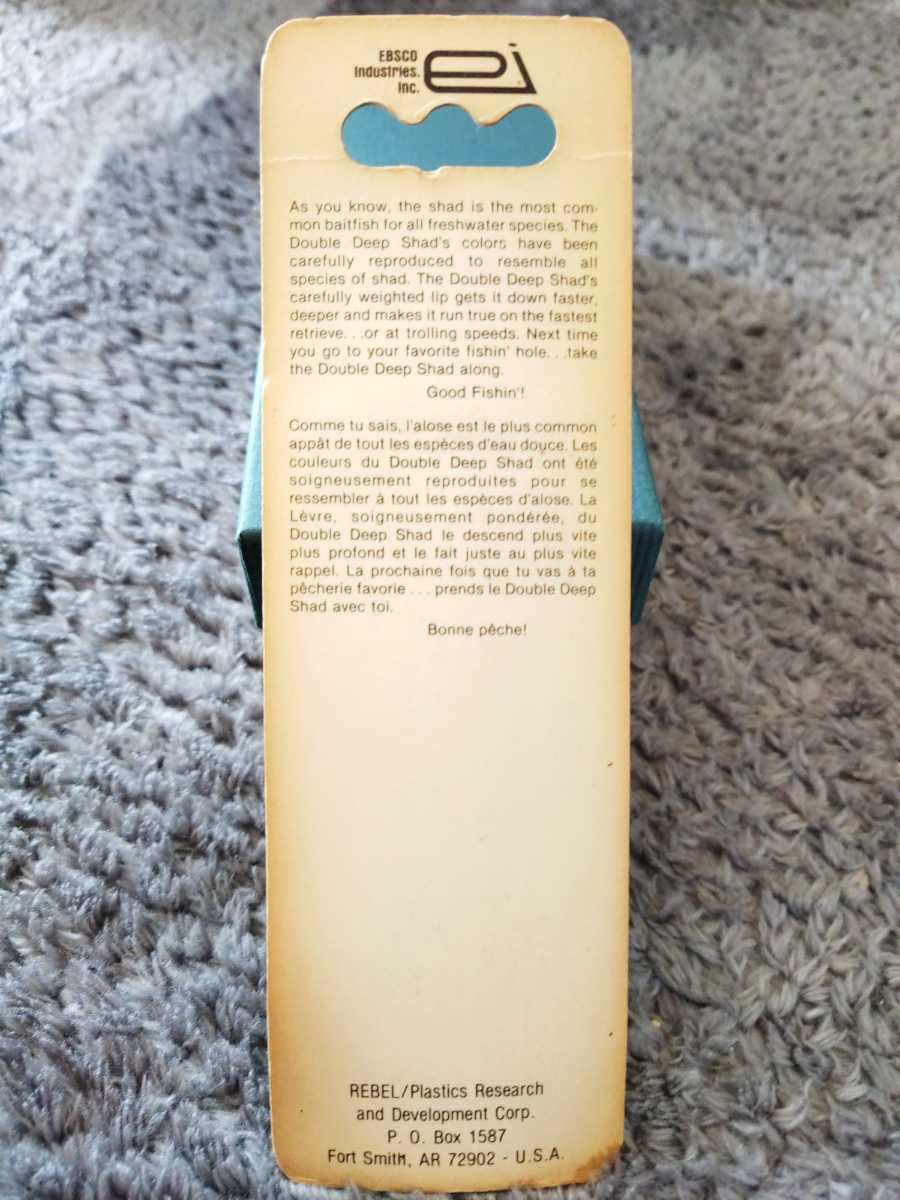 EBSCO
Industries,
Inc.
ei
As you know, the shad is the most com-
mon baitfish for all freshwater species. The
Double Deep Shad's colors have been
carefully reproduced to resemble all
species of shad. The Double Deep Shad's
carefully weighted lip gets it down faster,
deeper and makes it run true on the fastest
retrieve. . .or at trolling speeds. Next time
you go to your favorite fishin' hole. . .take
the Double Deep Shad along.
Good Fishin'!
Comme tu sais, l'alose est le plus common
appât de tout les espèces d'eau douce. Les
couleurs du Double Deep Shad ont été
soigneusement reproduites pour se
ressembler à tout les espèces d'alose. La
Lèvre, soigneusement pondérée, du
Double Deep Shad le descend plus vite
plus profond et le fait juste au plus vite
rappel. La prochaine fois que tu vas à ta
pêcherie favorie . . . prends le Double Deep
Shad avec toi.
Bonne pêche!
REBEL/Plastics Research
and Development Corp.
P. O. Box 1587
Fort Smith, AR 72902 - U.S.A.